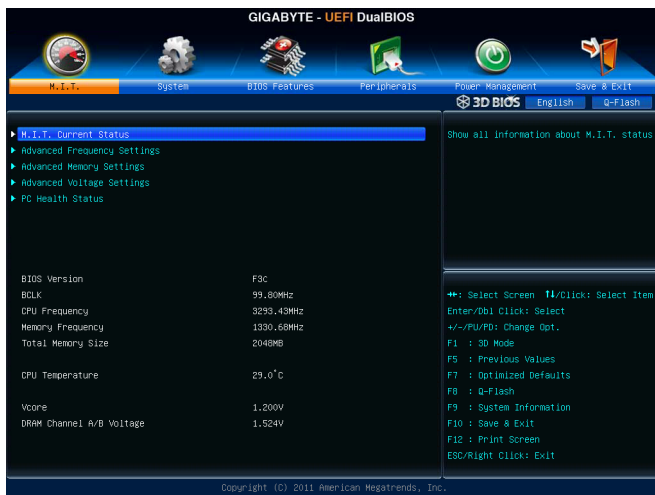 GIGABYTE - UEFI DualBIOS
M.I.T. System BIOS Features Peripherals Power Management Save & Exit
3D BIOS English Q-Flash
M.I.T. Current Status
Advanced Frequency Settings
Advanced Memory Settings
Advanced Voltage Settings
PC Health Status
Show all information about M.I.T. status
BIOS Version F3c
BCLK 99.80MHz
CPU Frequency 3293.43MHz
Memory Frequency 1330.68MHz
Total Memory Size 2048MB
CPU Temperature 29.0°C
Vcore 1.200V
DRAM Channel A/B Voltage 1.524V
→←: Select Screen ↑↓/Click: Select Item
Enter/Dbl Click: Select
+/-/PU/PD: Change Opt.
F1 : 3D Mode
F5 : Previous Values
F7 : Optimized Defaults
F8 : Q-Flash
F9 : System Information
F10 : Save & Exit
F12 : Print Screen
ESC/Right Click: Exit
Copyright (C) 2011 American Megatrends, Inc.